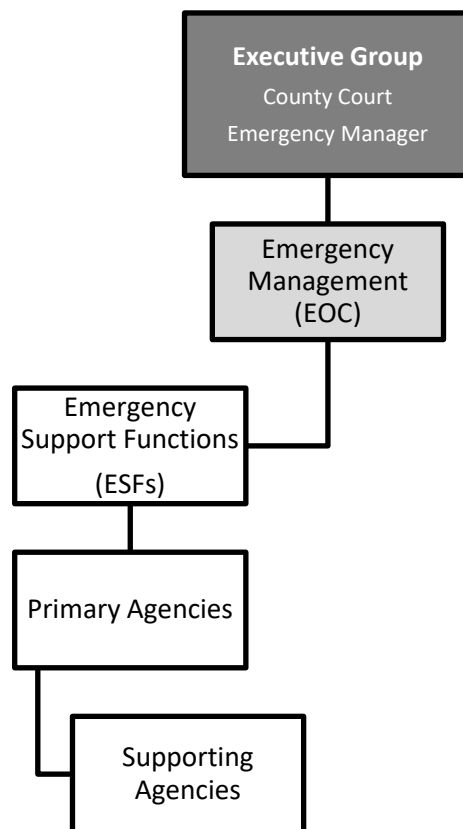 Executive Group
County Court
Emergency Manager
Emergency
Management
(EOC)
Emergency
Support Functions
(ESFs)
Primary Agencies
Supporting
Agencies